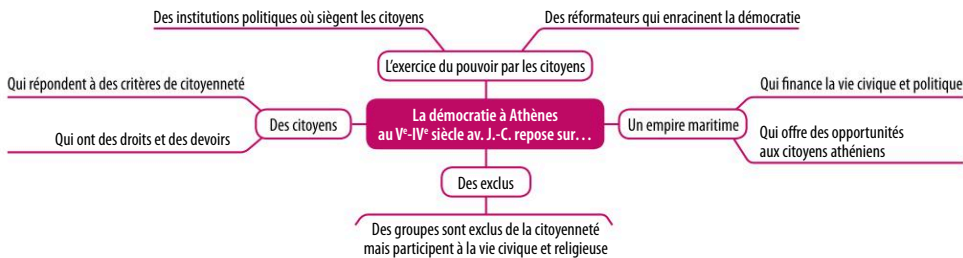 Des institutions politiques où siègent les citoyens
Des réformateurs qui enracinent la démocratie
L'exercice du pouvoir par les citoyens
Qui répondent à des critères de citoyenneté
Qui ont des droits et des devoirs
Des citoyens
La démocratie à Athènes
au Ve-IVe siècle av. J.-C. repose sur…
Un empire maritime
Qui finance la vie civique et politique
Qui offre des opportunités
aux citoyens athéniens
Des exclus
Des groupes sont exclus de la citoyenneté
mais participent à la vie civique et religieuse